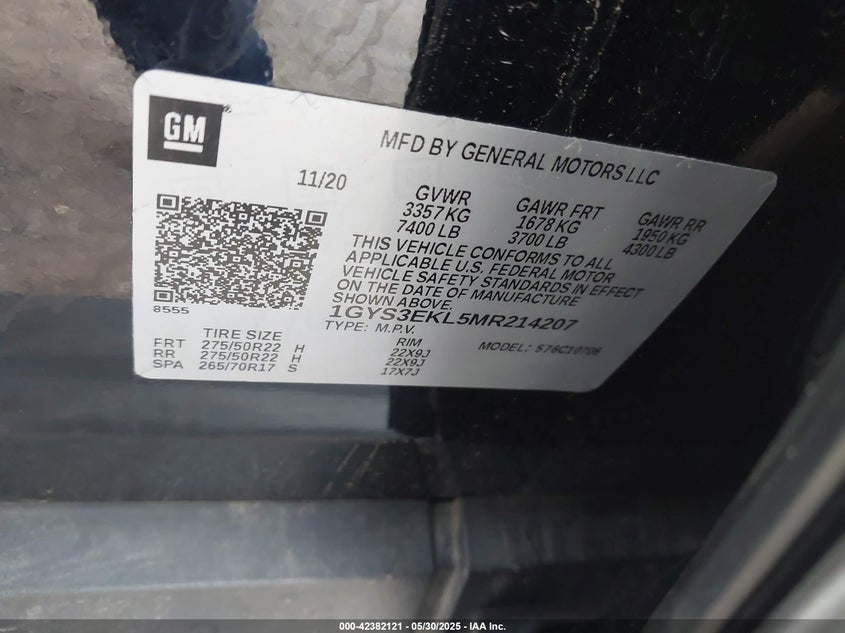 GM
MFD BY GENERAL MOTORS LLC
11/20
GVWR GAWR FRT GAWR RR
3357 KG 1678 KG 1950 KG
7400 LB 3700 LB 4300 LB
THIS VEHICLE CONFORMS TO ALL
APPLICABLE U.S. FEDERAL MOTOR
VEHICLE SAFETY STANDARDS IN EFFECT
ON THE DATE OF MANUFACTURE
SHOWN ABOVE.
8555
1GYS3EKL5MR214207
TYPE: M.P.V. MODEL:
TIRE SIZE RIM
FRT 275/50R22 H 22X9J
RR 275/50R22 H 22X9J
SPA 265/70R17 S 17X7J
000-42382121 - 05/30/2025 - IAA Inc.